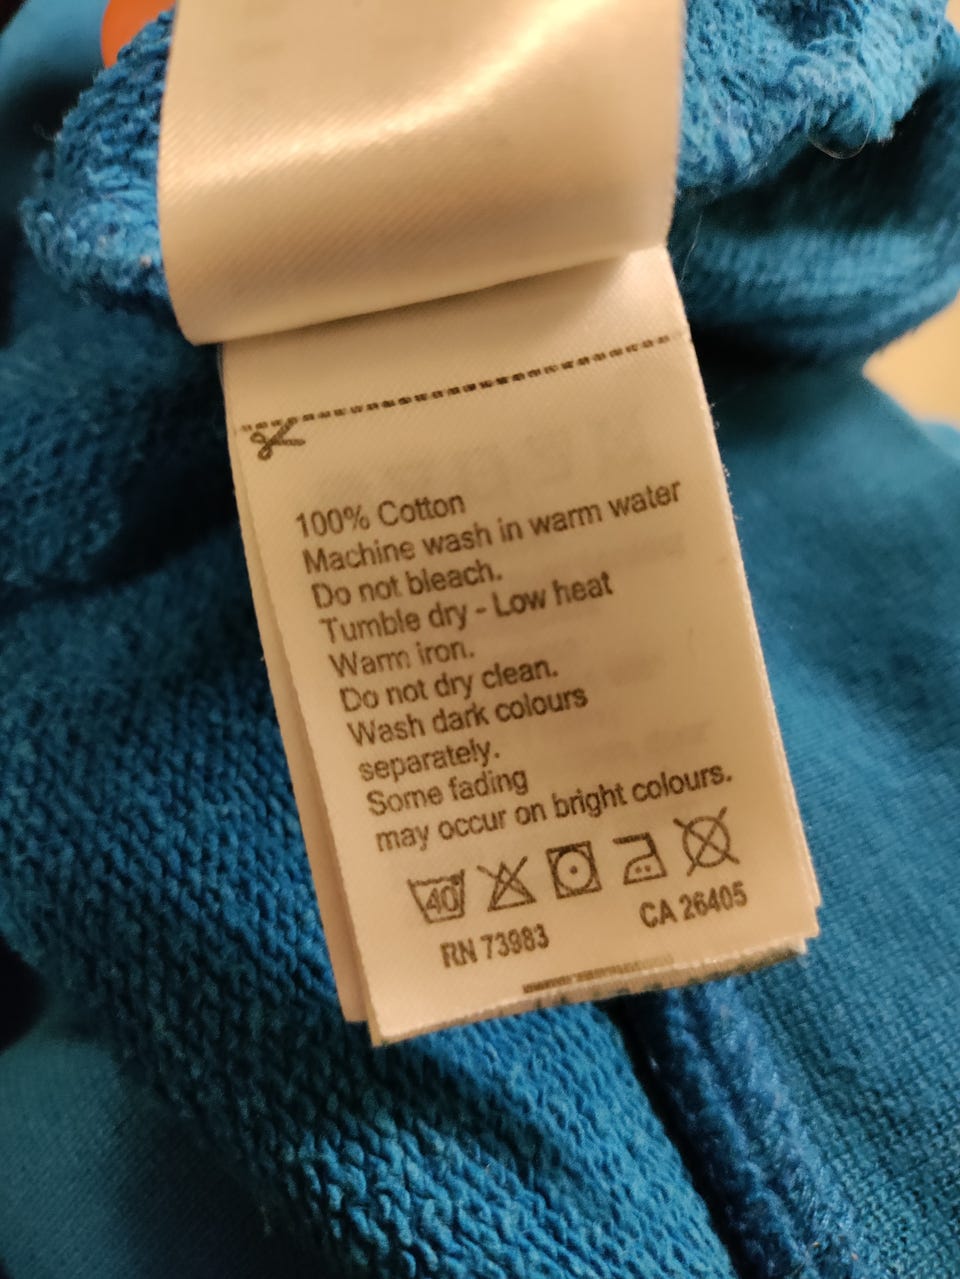 100% Cotton
Machine wash in warm water
Do not bleach.
Tumble dry - Low heat
Warm iron.
Do not dry clean.
Wash dark colours
separately.
Some fading
may occur on bright colours.
40°
RN 73983
CA 26405